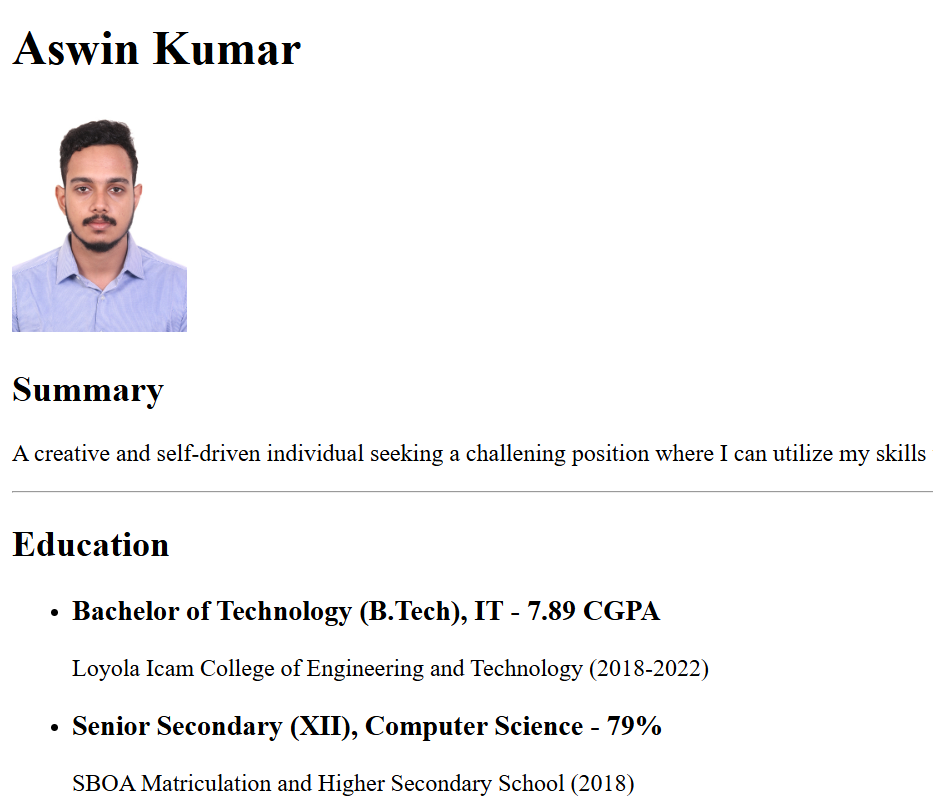 Aswin Kumar
Summary
A creative and self-driven individual seeking a challening position where I can utilize my skills
Education
Bachelor of Technology (B.Tech), IT - 7.89 CGPA
Loyola Icam College of Engineering and Technology (2018-2022)
Senior Secondary (XII), Computer Science - 79%
SBOA Matriculation and Higher Secondary School (2018)